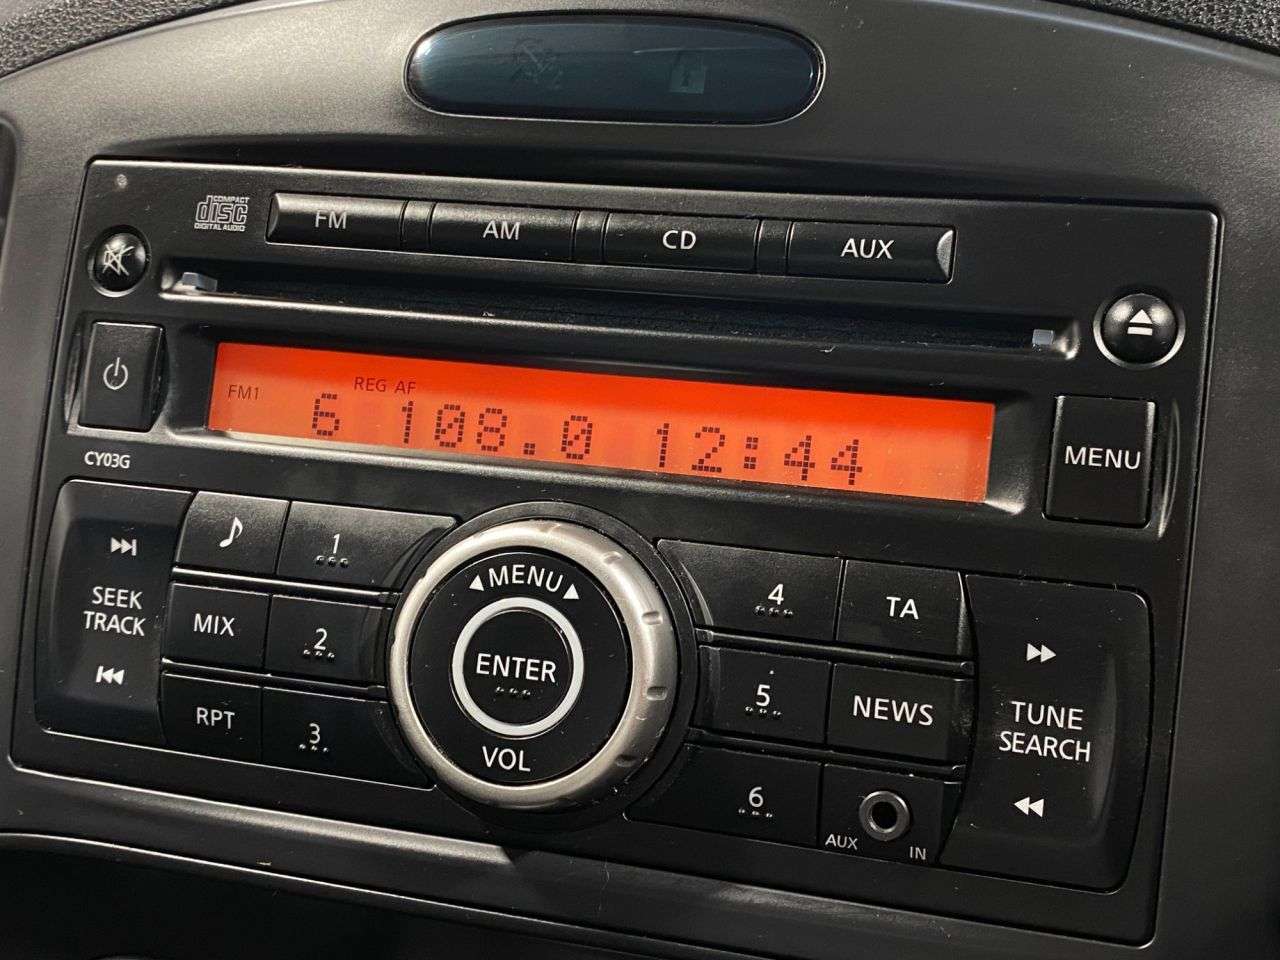 COMPACT
disc
DIGITAL AUDIO
FM
AM
CD
AUX
FM1
REG AF
6 108.0 12:44
MENU
CY03G
SEEK
TRACK
1
MIX
2
RPT
3
MENU
ENTER
VOL
4
TA
5
NEWS
6
AUX
IN
TUNE
SEARCH